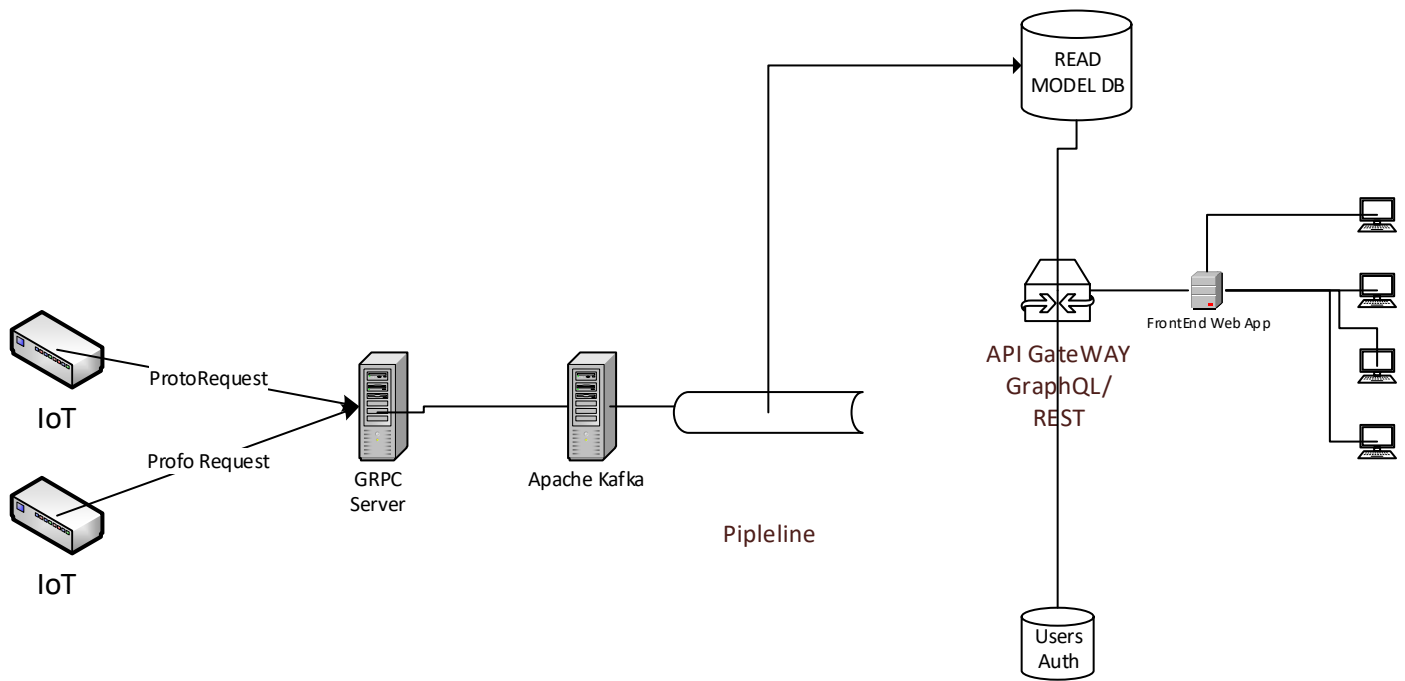 READ
MODEL DB
FrontEnd Web App
API GateWAY
GraphQL/
REST
ProtoRequest
IoT
Profo Request
IoT
GRPC
Server
Apache Kafka
Pipleline
Users
Auth